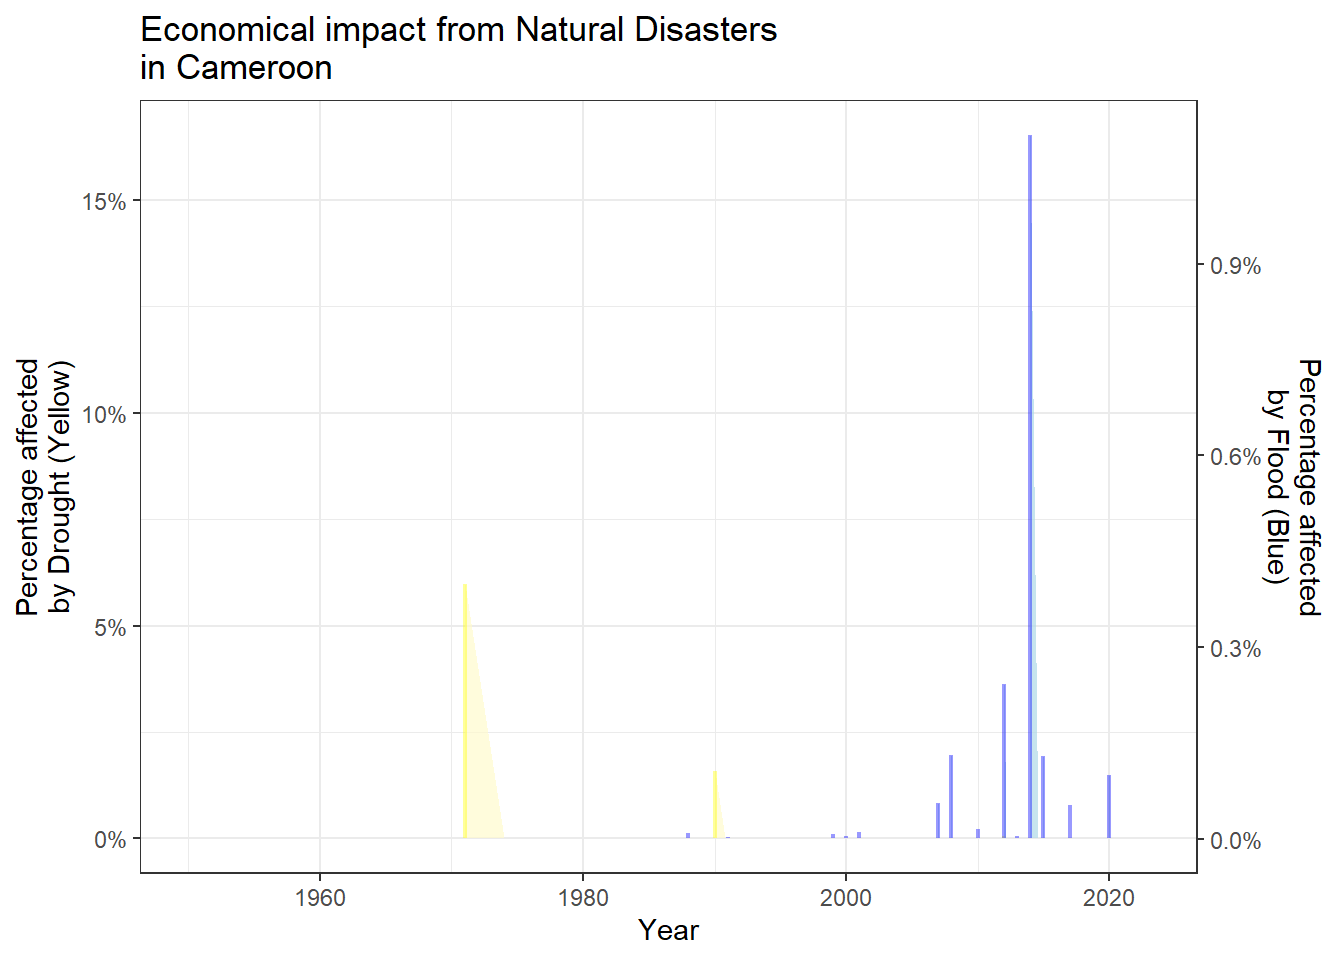 Economical impact from Natural Disasters
in Cameroon
Percentage affected
by Drought (Yellow)
15%
10%
5%
0%
0.9%
0.6%
0.3%
0.0%
Percentage affected
by Flood (Blue)
1960
1980
2000
2020
Year